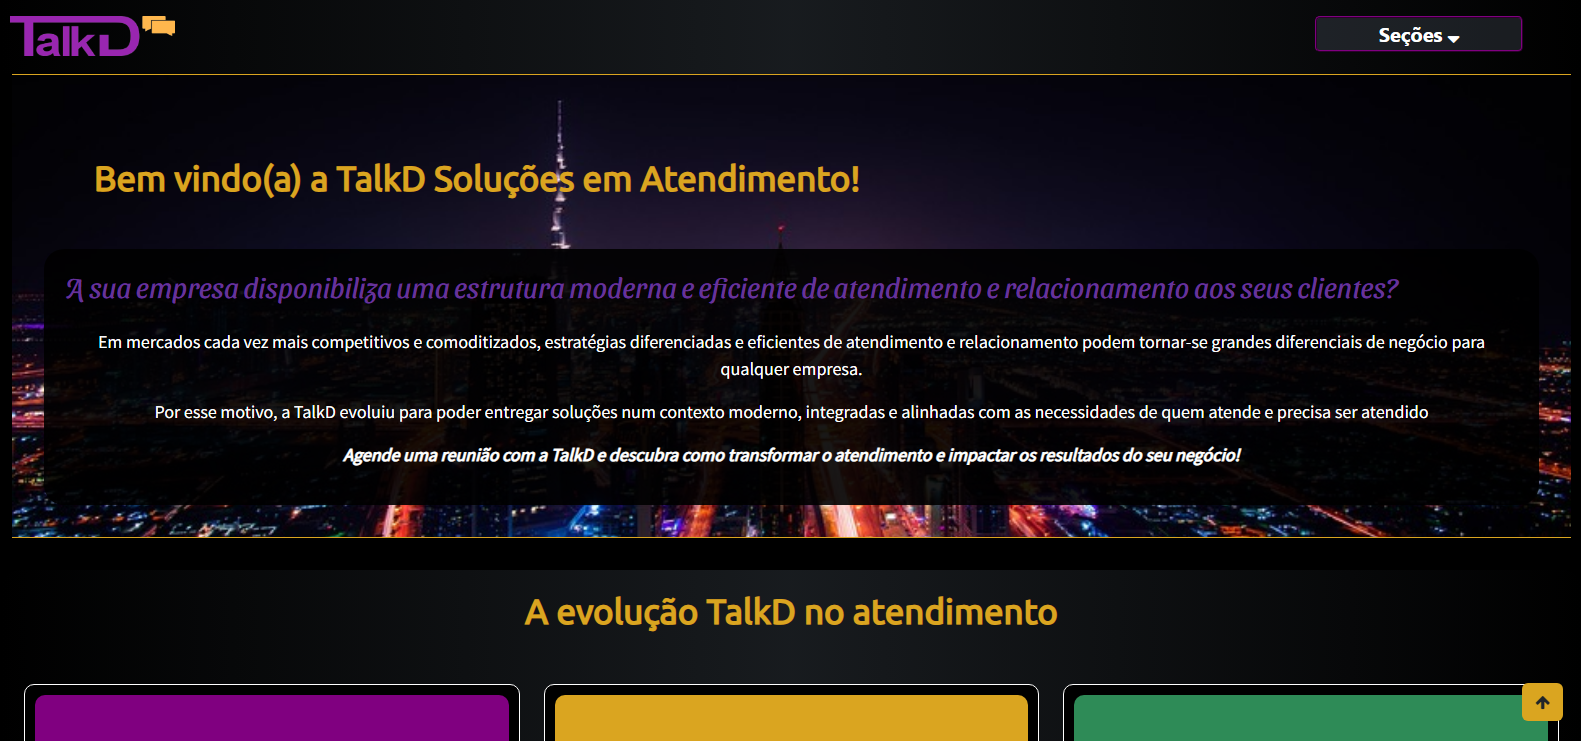 TalkD
Seções
Bem vindo(a) a TalkD Soluções em Atendimento!
A sua empresa disponibiliza uma estrutura moderna e eficiente de atendimento e relacionamento aos seus clientes?
Em mercados cada vez mais competitivos e comoditizados, estratégias diferenciadas e eficientes de atendimento e relacionamento podem tornar-se grandes diferenciais de negócio para
qualquer empresa.
Por esse motivo, a TalkD evoluiu para poder entregar soluções num contexto moderno, integradas e alinhadas com as necessidades de quem atende e precisa ser atendido
Agende uma reunião com a TalkD e descubra como transformar o atendimento e impactar os resultados do seu negócio!
A evolução TalkD no atendimento